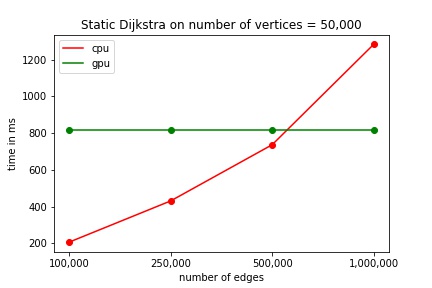 Static Dijkstra on number of vertices = 50,000
cpu
gpu
time in ms
1200
1000
800
600
400
200
100,000 250,000 500,000 1,000,000
number of edges